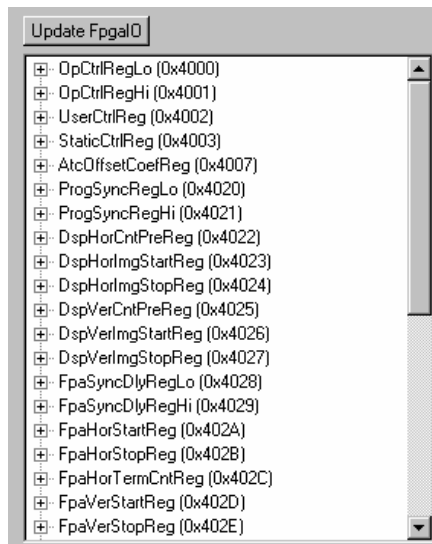 Update FpgaIO
OpCtrlRegLo (0x4000)
OpCtrlRegHi (0x4001)
UserCtrlReg (0x4002)
StaticCtrlReg (0x4003)
AtcOffsetCoefReg (0x4007)
ProgSyncRegLo (0x4020)
ProgSyncRegHi (0x4021)
DspHorCntPreReg (0x4022)
DspHorImgStartReg (0x4023)
DspHorImgStopReg (0x4024)
DspVerCntPreReg (0x4025)
DspVerImgStartReg (0x4026)
DspVerImgStopReg (0x4027)
FpaSyncDlyRegLo (0x4028)
FpaSyncDlyRegHi (0x4029)
FpaHorStartReg (0x402A)
FpaHorStopReg (0x402B)
FpaHorTermCntReg (0x402C)
FpaVerStartReg (0x402D)
FpaVerStopReg (0x402E)